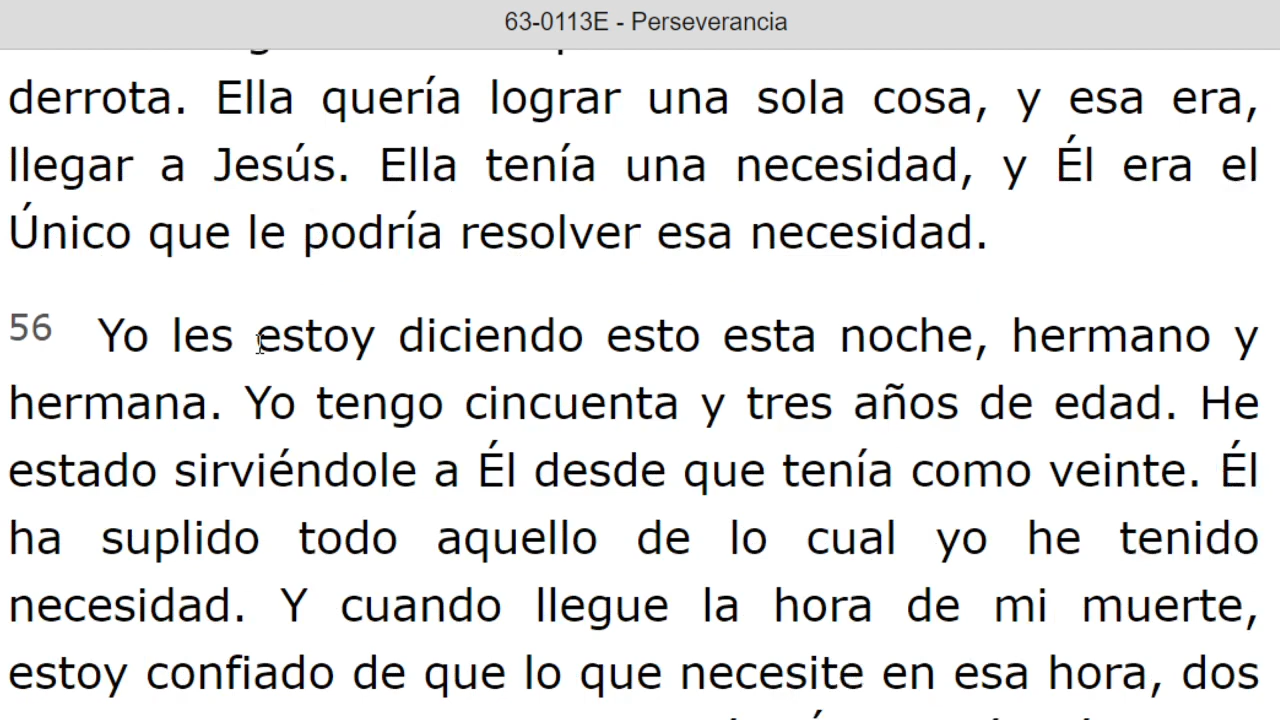 63-0113E - Perseverancia
derrota. Ella quería lograr una sola cosa, y esa era,
llegar a Jesús. Ella tenía una necesidad, y Él era el
Único que le podría resolver esa necesidad.
56 Yo les estoy diciendo esto esta noche, hermano y
hermana. Yo tengo cincuenta y tres años de edad. He
estado sirviéndole a Él desde que tenía como veinte. Él
ha suplido todo aquello de lo cual yo he tenido
necesidad. Y cuando llegue la hora de mi muerte,
estoy confiado de que lo que necesite en esa hora, dos